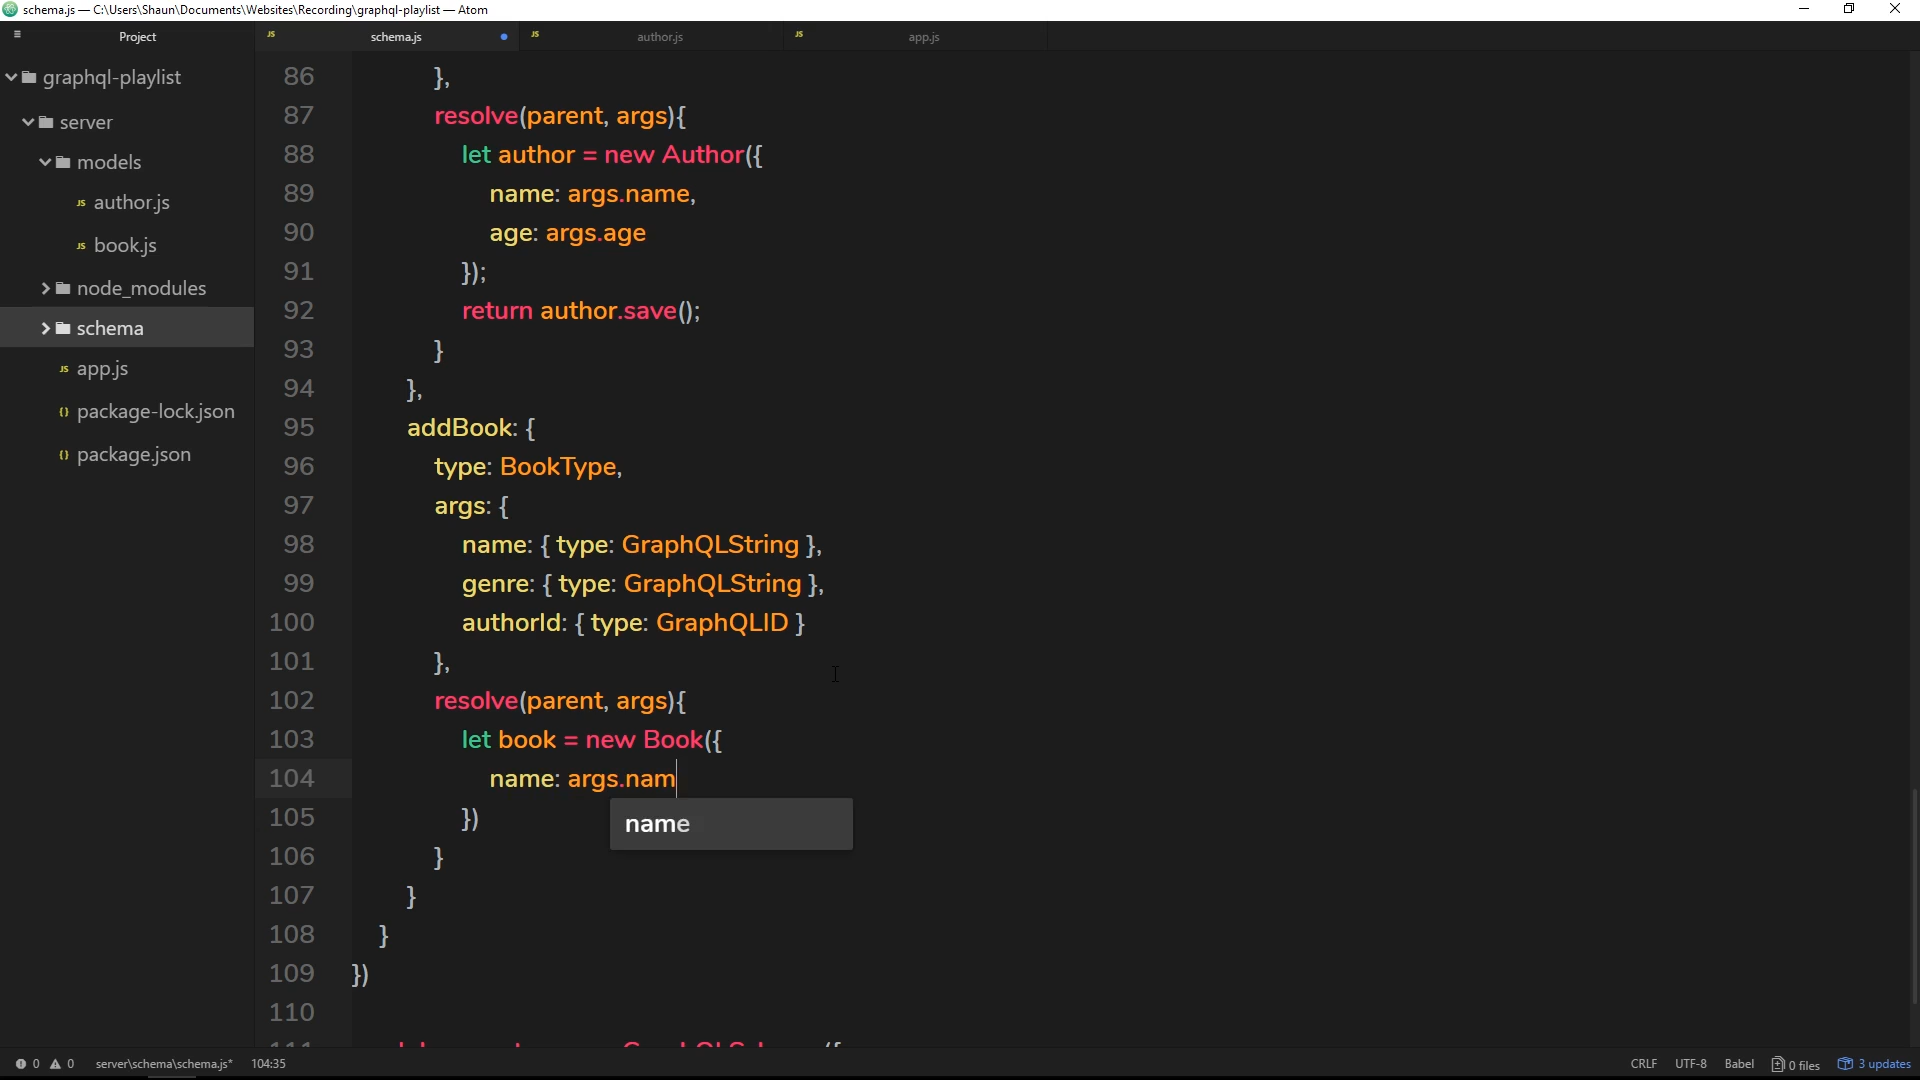 schema.js — C:\Users\Shaun\Documents\Websites\Recording\graphql-playlist — Atom
Project
JS schema.js
JS author.js
JS app.js
graphql-playlist
server
models
JS author.js
JS book.js
node_modules
schema
JS app.js
{} package-lock.json
{} package.json
86 },
87 resolve(parent, args){
88 let author = new Author({
89 name: args.name,
90 age: args.age
91 });
92 return author.save();
93 }
94 },
95 addBook: {
96 type: BookType,
97 args: {
98 name: { type: GraphQLString },
99 genre: { type: GraphQLString },
100 authorId: { type: GraphQLID }
101 },
102 resolve(parent, args){
103 let book = new Book({
104 name: args.nam
105 })
name
106 }
107 }
108 }
109 })
110
0 0 server\schema\schema.js* 104:35 CRLF UTF-8 Babel 0 files 3 updates